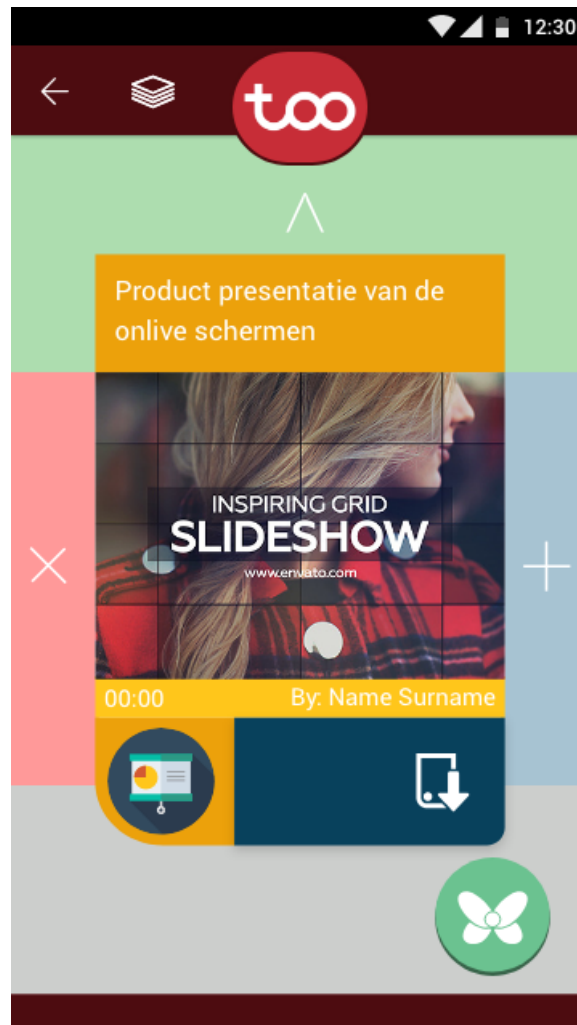 12:30
too
Product presentatie van de
onlive schermen
INSPIRING GRID
SLIDESHOW
www.envato.com
00:00 By: Name Surname